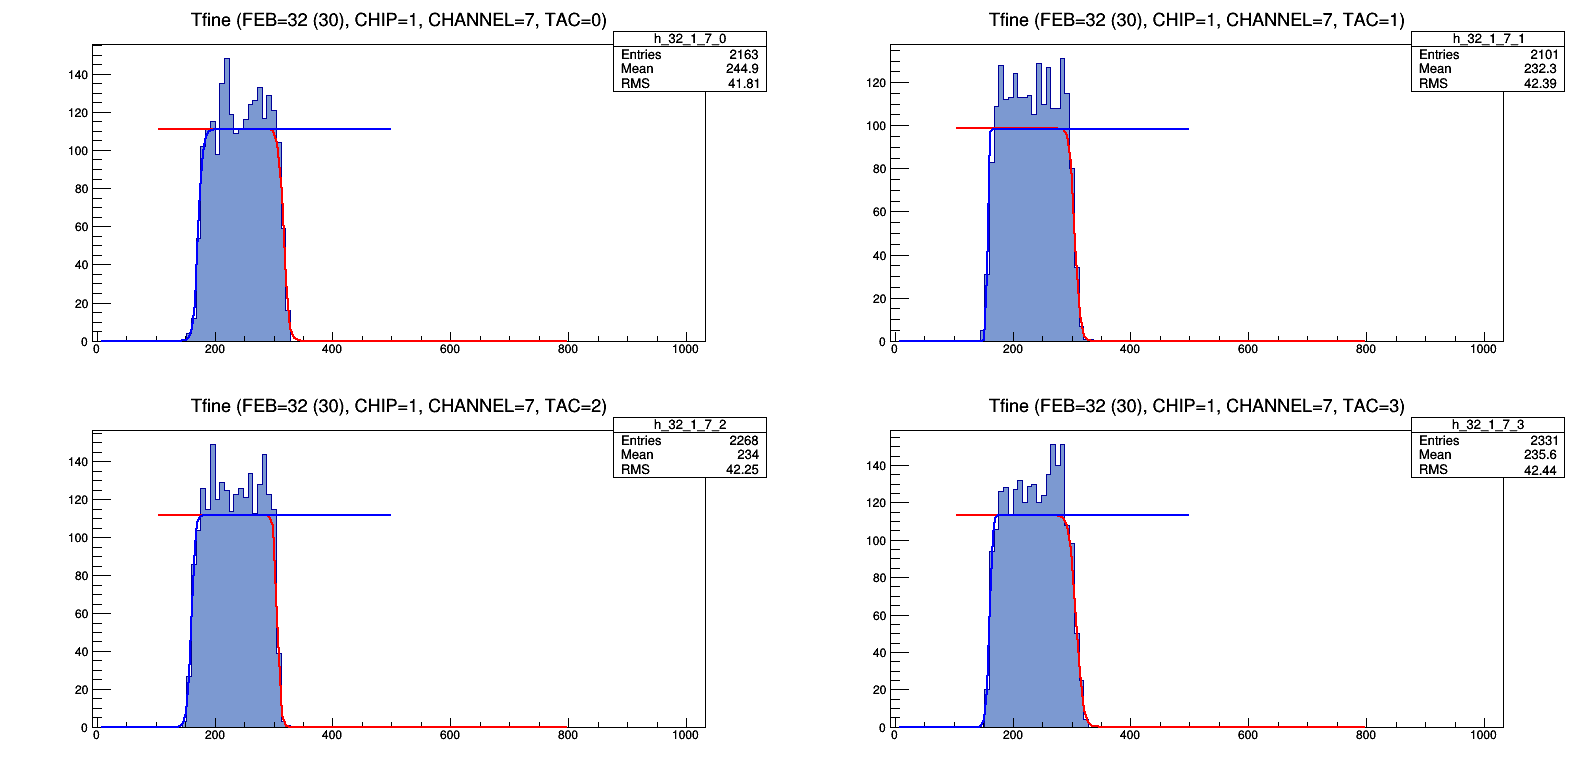 Tfine (FEB=32 (30), CHIP=1, CHANNEL=7, TAC=0)
h_32_1_7_0
Entries 2163
Mean 244.9
RMS 41.81
140
120
100
80
60
40
20
0
0 200 400 600 800 1000
Tfine (FEB=32 (30), CHIP=1, CHANNEL=7, TAC=1)
h_32_1_7_1
Entries 2101
Mean 232.3
RMS 42.39
120
100
80
60
40
20
0
0 200 400 600 800 1000
Tfine (FEB=32 (30), CHIP=1, CHANNEL=7, TAC=2)
h_32_1_7_2
Entries 2268
Mean 234
RMS 42.25
140
120
100
80
60
40
20
0
0 200 400 600 800 1000
Tfine (FEB=32 (30), CHIP=1, CHANNEL=7, TAC=3)
h_32_1_7_3
Entries 2331
Mean 235.6
RMS 42.44
140
120
100
80
60
40
20
0
0 200 400 600 800 1000